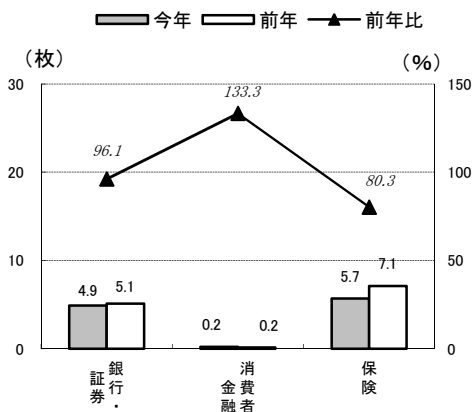 今年 前年 前年比
（枚） （％）
30 150
133.3
96.1
80.3
20 100
10 50
7.1
5.7
4.9 5.1
0.2 0.2
0 0
銀行・
証券
消費者
金融
保険